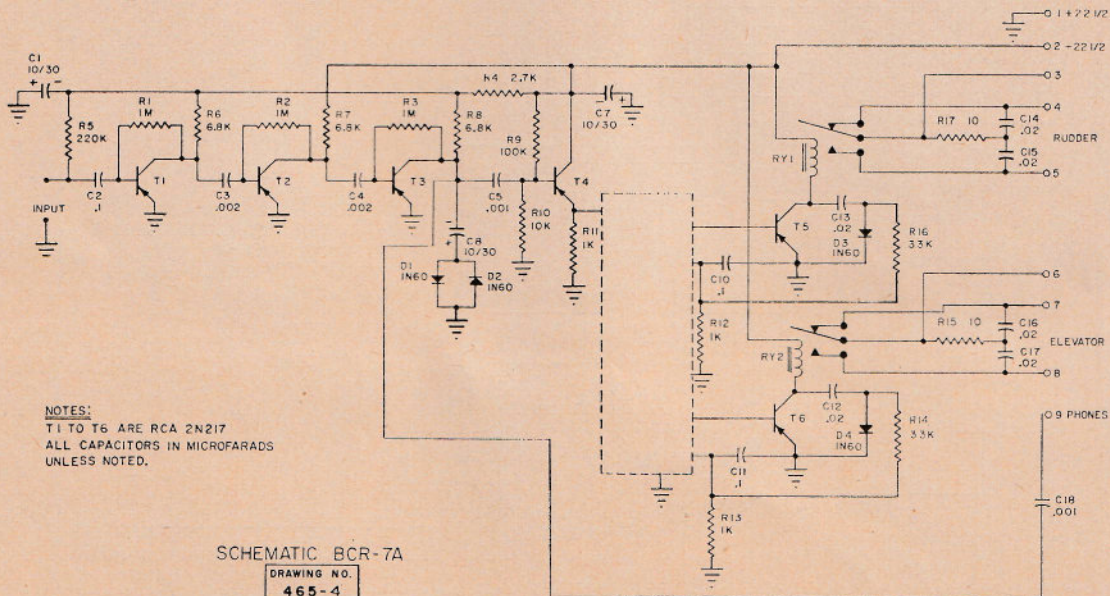 1 +22 1/2
2 -22 1/2
C1
10/30
+ -
R5
220K
INPUT
C2
.1
R1
1M
T1
R6
6.8K
C3
.002
R2
1M
T2
R7
6.8K
C4
.002
R3
1M
T3
R4 2.7K
R8
6.8K
R9
100K
C7
10/30
- +
C5
.001
T4
R10
10K
R11
1K
-
+
C8
10/30
D1
1N60
D2
1N60
3
4
R17 10
C14
.02
RUDDER
C15
.02
5
RY1
T5
C13
.02
D3
1N60
R16
33K
C10
.1
R12
1K
6
7
R15 10
C16
.02
ELEVATOR
C17
.02
8
RY2
T6
C12
.02
D4
1N60
R14
33K
C11
.1
R13
1K
9 PHONES
C18
.001
NOTES:
T1 TO T6 ARE RCA 2N217
ALL CAPACITORS IN MICROFARADS
UNLESS NOTED.
SCHEMATIC BCR-7A
DRAWING NO.
465-4